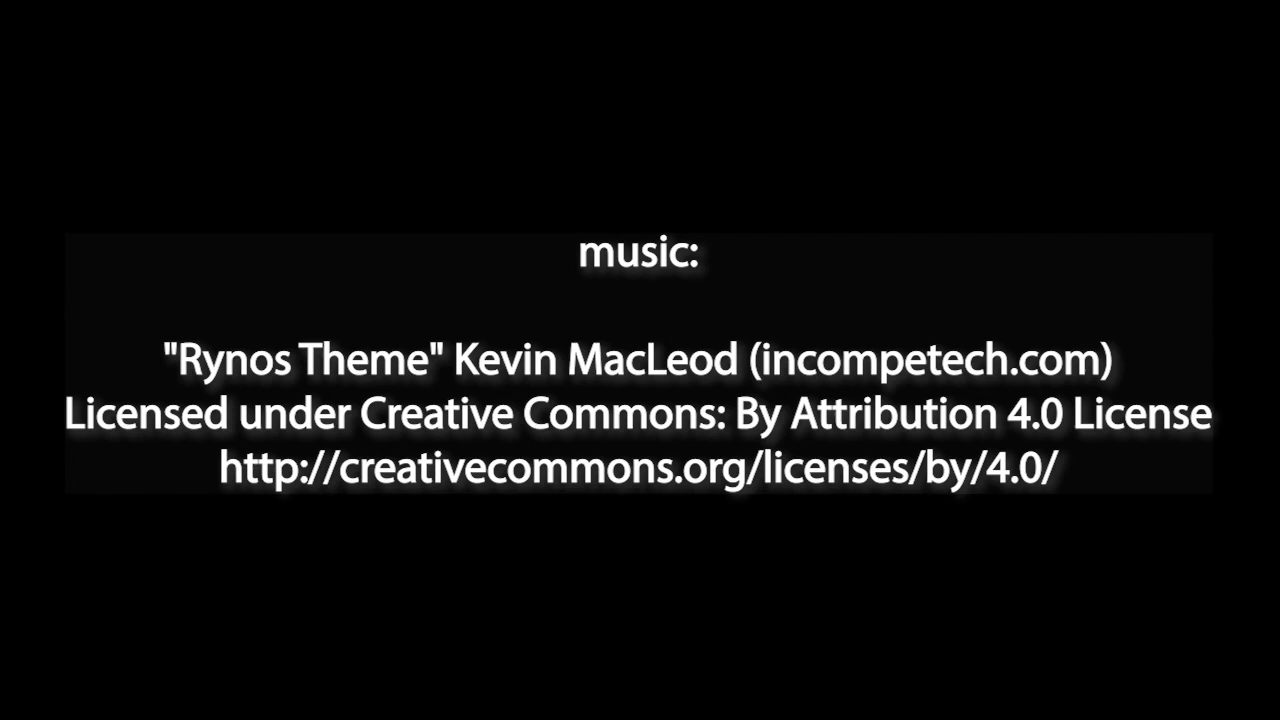 music:
"Rynos Theme" Kevin MacLeod (incompetech.com)
Licensed under Creative Commons: By Attribution 4.0 License
http://creativecommons.org/licenses/by/4.0/